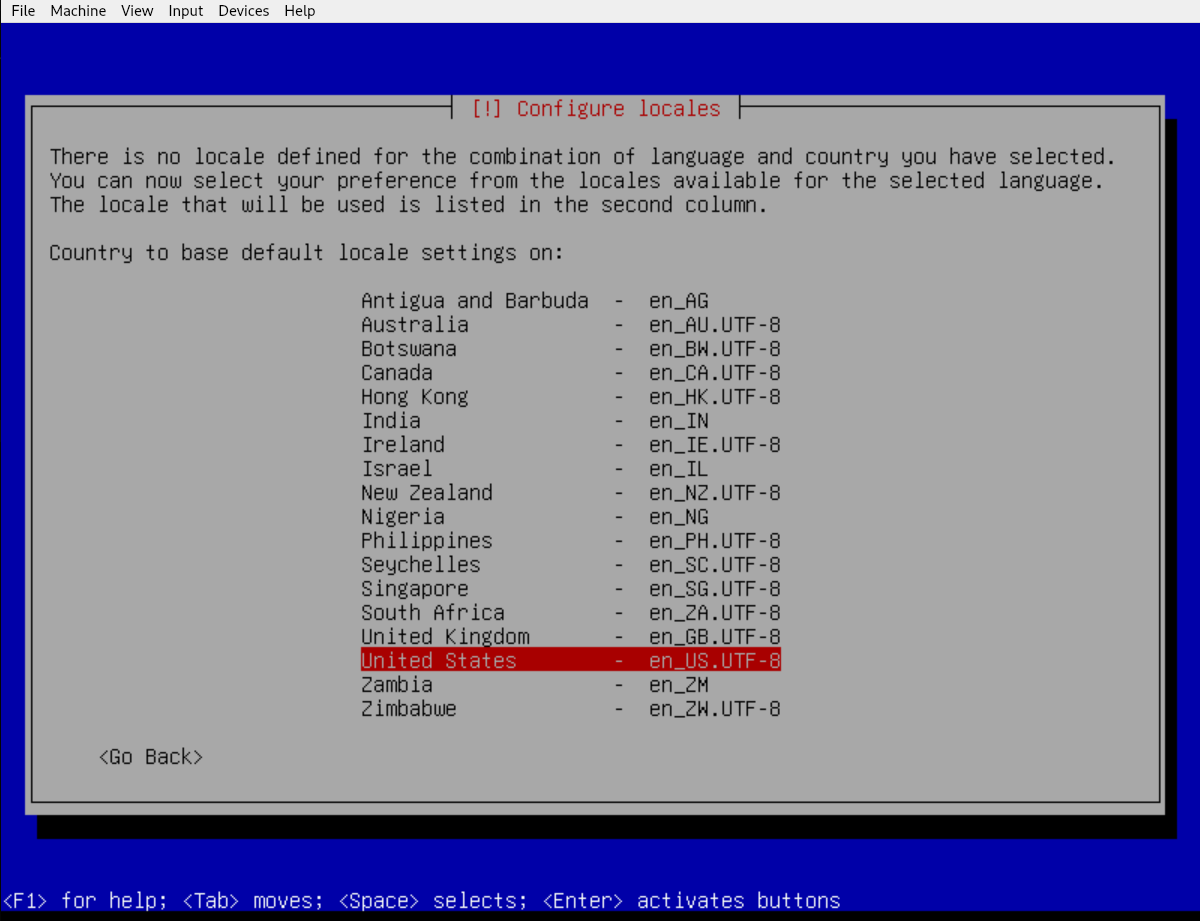 File Machine View Input Devices Help
[!] Configure locales
There is no locale defined for the combination of language and country you have selected.
You can now select your preference from the locales available for the selected language.
The locale that will be used is listed in the second column.
Country to base default locale settings on:
Antigua and Barbuda - en_AG
Australia - en_AU.UTF-8
Botswana - en_BW.UTF-8
Canada - en_CA.UTF-8
Hong Kong - en_HK.UTF-8
India - en_IN
Ireland - en_IE.UTF-8
Israel - en_IL
New Zealand - en_NZ.UTF-8
Nigeria - en_NG
Philippines - en_PH.UTF-8
Seychelles - en_SC.UTF-8
Singapore - en_SG.UTF-8
South Africa - en_ZA.UTF-8
United Kingdom - en_GB.UTF-8
United States - en_US.UTF-8
Zambia - en_ZM
Zimbabwe - en_ZW.UTF-8
<Go Back>
<F1> for help; <Tab> moves; <Space> selects; <Enter> activates buttons